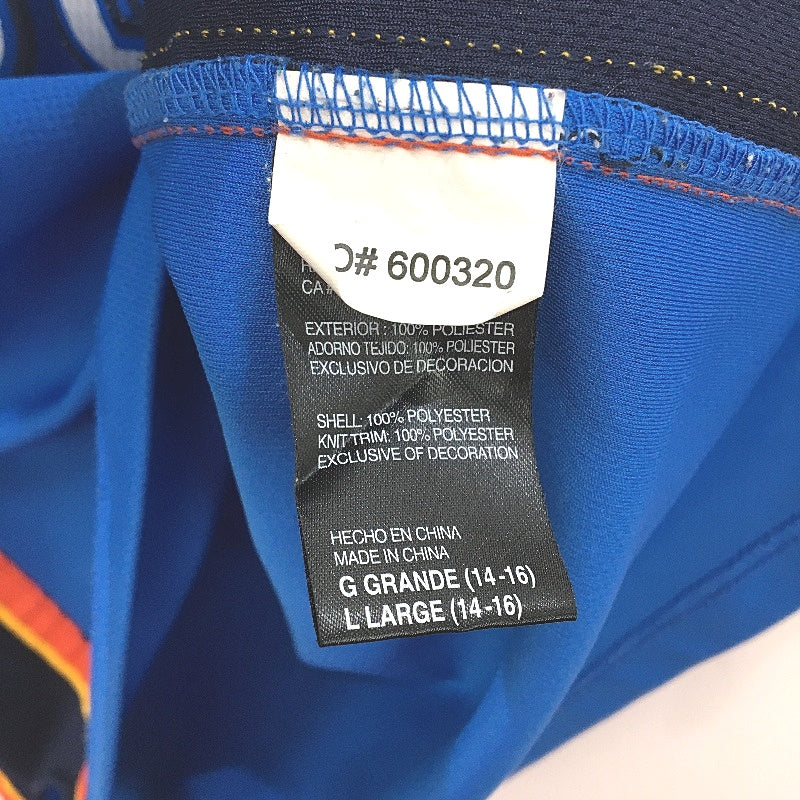 # 600320
CA#
EXTERIOR : 100% POLIESTER
ADORNO TEJIDO: 100% POLIESTER
EXCLUSIVO DE DECORACION
SHELL: 100% POLYESTER
KNIT TRIM: 100% POLYESTER
EXCLUSIVE OF DECORATION
HECHO EN CHINA
MADE IN CHINA
G GRANDE (14-16)
L LARGE (14-16)